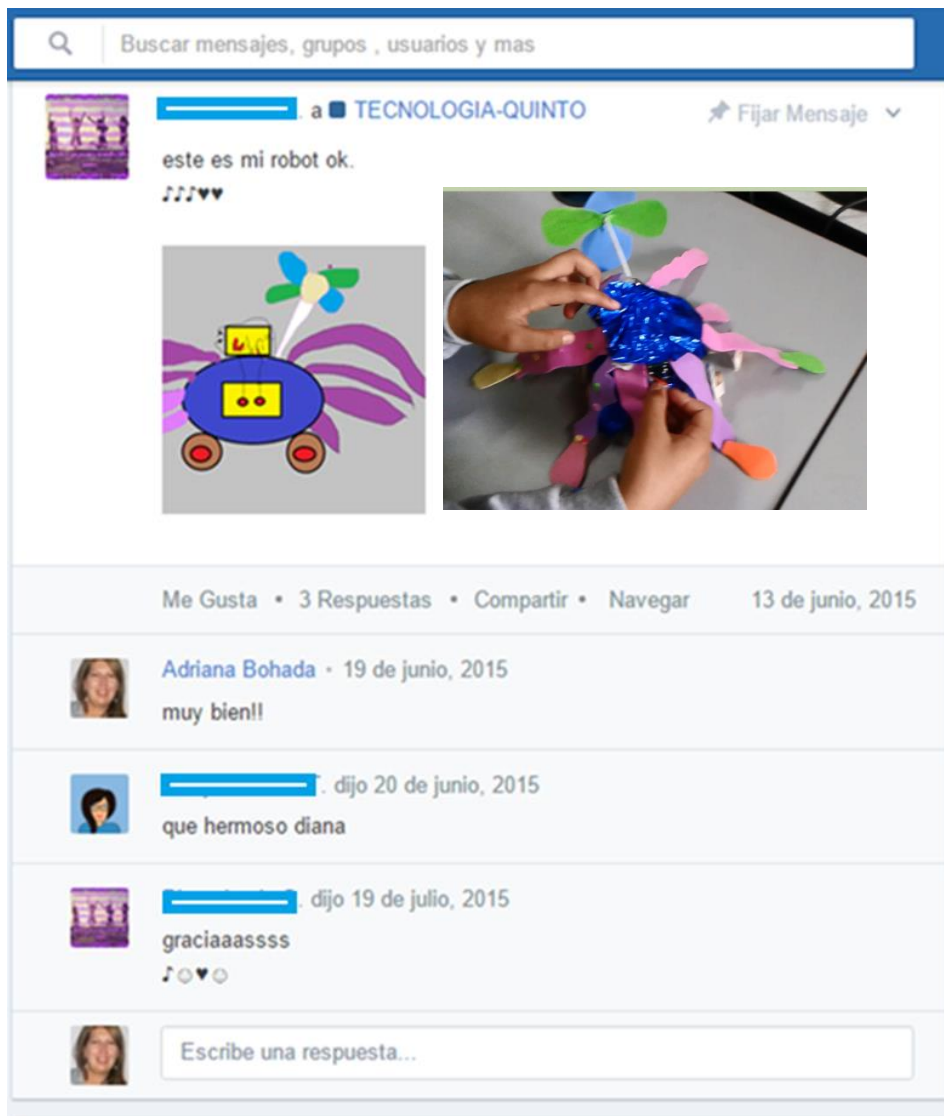 Buscar mensajes, grupos , usuarios y mas
a TECNOLOGIA-QUINTO Fijar Mensaje
este es mi robot ok.
♪♪♪♥♥
Me Gusta • 3 Respuestas • Compartir • Navegar 13 de junio, 2015
Adriana Bohada • 19 de junio, 2015
muy bien!!
. dijo 20 de junio, 2015
que hermoso diana
. dijo 19 de julio, 2015
graciaaassss
♪☺♥☺
Escribe una respuesta...